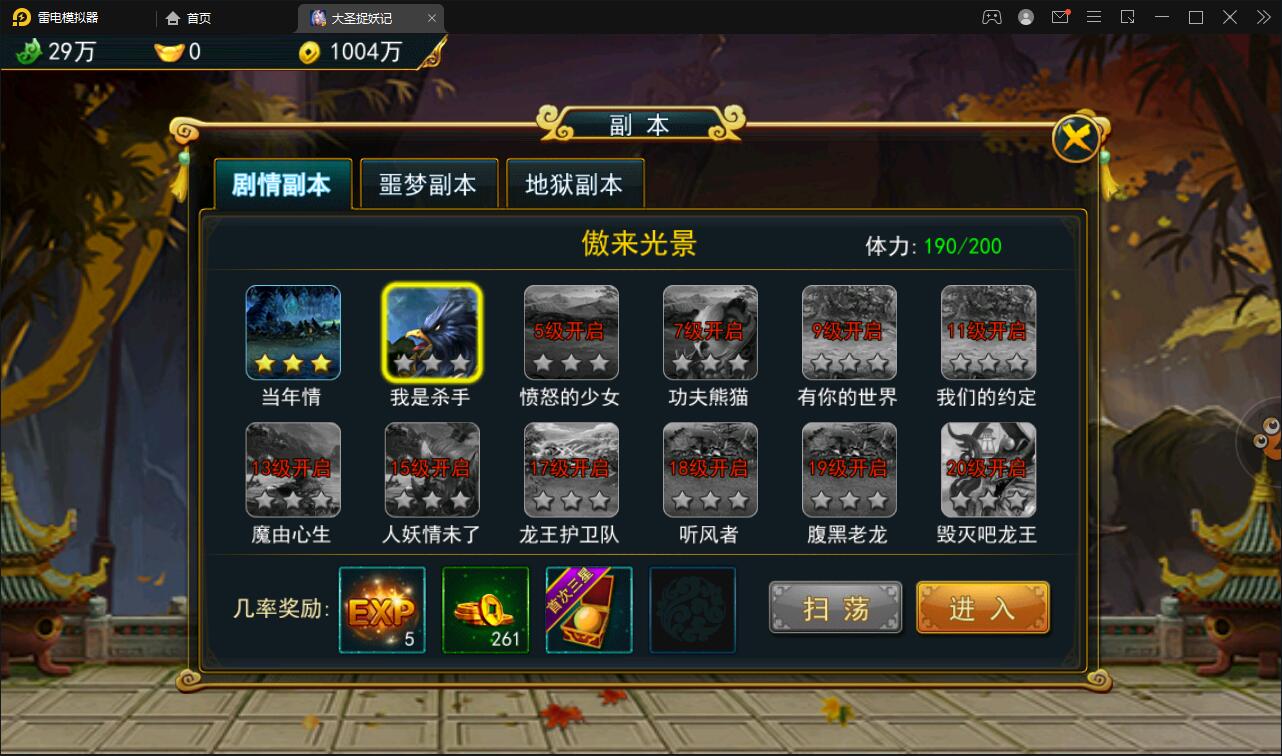 雷电模拟器
首页
大圣捉妖记
29万
0
1004万
副 本
剧情副本
噩梦副本
地狱副本
傲来光景
体力: 190/200
5级开启
7级开启
9级开启
11级开启
当年情
我是杀手
愤怒的少女
功夫熊猫
有你的世界
我们的约定
13级开启
15级开启
17级开启
18级开启
19级开启
20级开启
魔由心生
人妖情未了
龙王护卫队
听风者
腹黑老龙
毁灭吧龙王
几率奖励:
EXP
5
261
首次三星
扫 荡
进 入